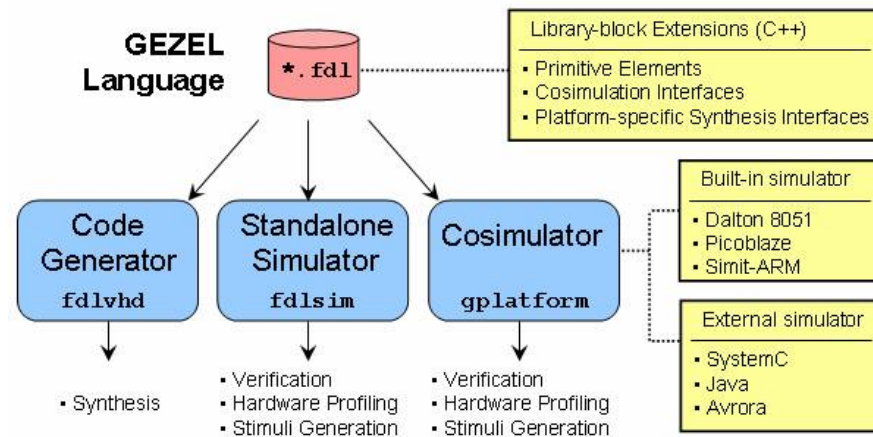 GEZEL
Language
*.fdl
Library-block Extensions (C++)
▪ Primitive Elements
▪ Cosimulation Interfaces
▪ Platform-specific Synthesis Interfaces
Code
Generator
fdlvhd
Standalone
Simulator
fdlsim
Cosimulator
gplatform
Built-in simulator
▪ Dalton 8051
▪ Picoblaze
▪ Simit-ARM
External simulator
▪ SystemC
▪ Java
▪ Avrora
▪ Synthesis
▪ Verification
▪ Hardware Profiling
▪ Stimuli Generation
▪ Verification
▪ Hardware Profiling
▪ Stimuli Generation